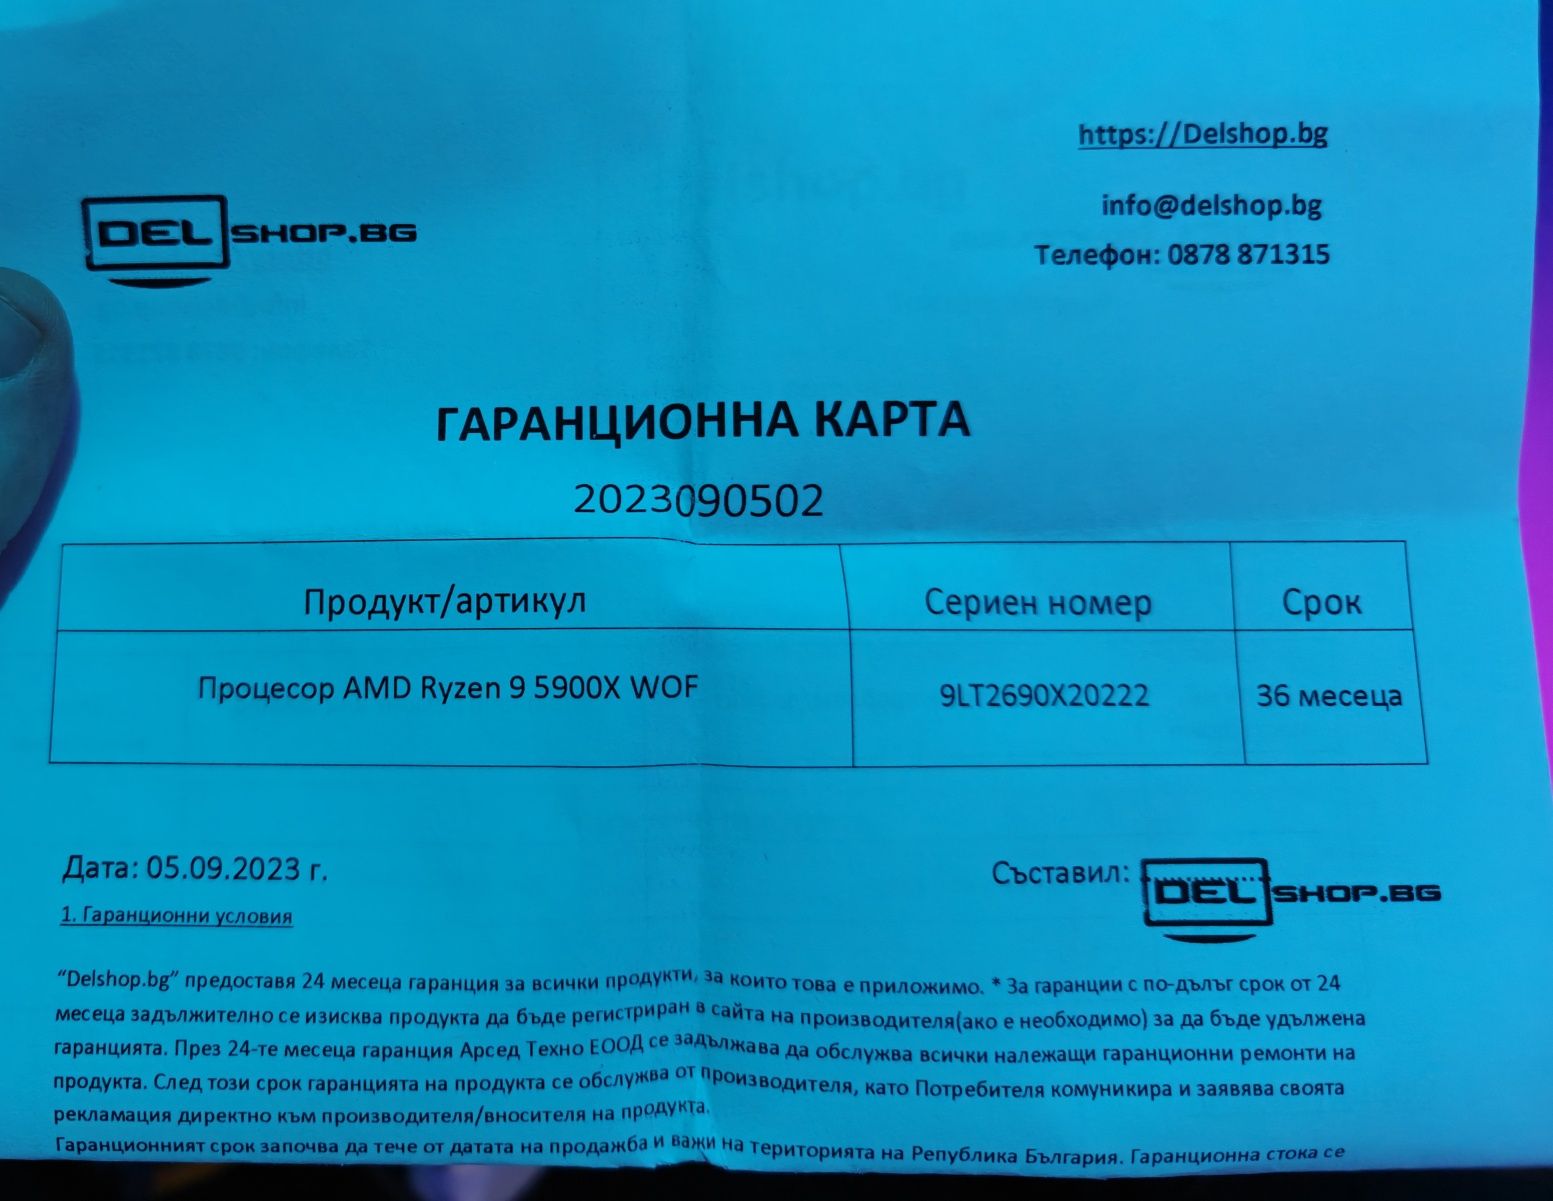 https://Delshop.bg
DELSHOP.BG
info@delshop.bg
Телефон: 0878 871315
ГАРАНЦИОННА КАРТА
2023090502
Продукт/артикул Сериен номер Срок
Процесор AMD Ryzen 9 5900X WOF 9LT2690X20222 36 месеца
Дата: 05.09.2023 г. Съставил: DELSHOP.BG
1. Гаранционни условия
“Delshop.bg” предоставя 24 месеца гаранция за всички продукти, за които това е приложимо. * За гаранции с по-дълъг срок от 24
месеца задължително се изисква продукта да бъде регистриран в сайта на производителя(ако е необходимо) за да бъде удължена
гаранцията. През 24-те месеца гаранция Арсед Техно ЕООД се задължава да обслужва всички належащи гаранционни ремонти на
продукта. След този срок гаранцията на продукта се обслужва от производителя, като Потребителя комуникира и заявява своята
рекламация директно към производителя/вносителя на продукта.
Гаранционният срок започва да тече от датата на продажба и важи на територията на Република България. Гаранционна стока се